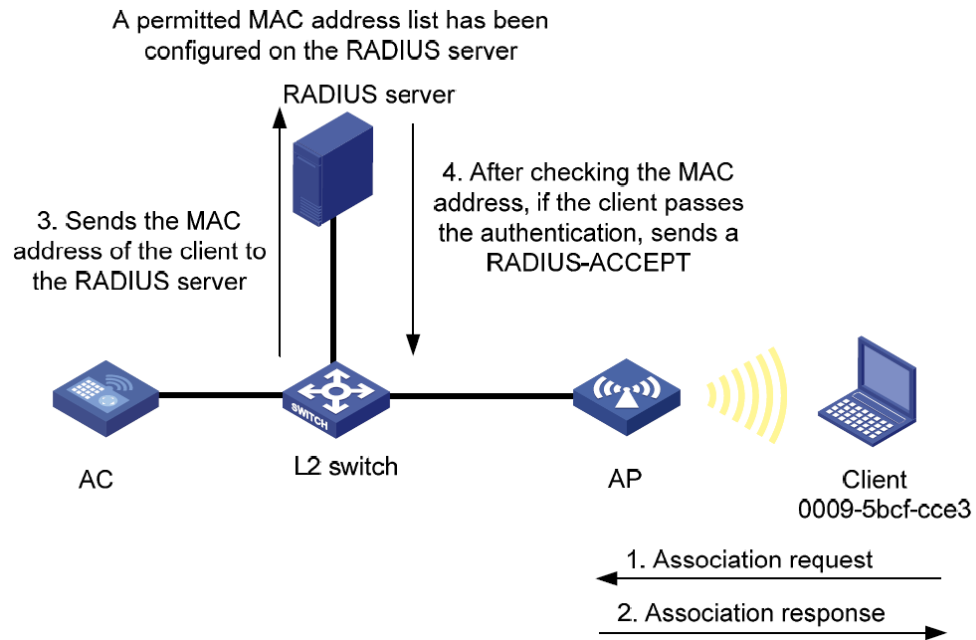 A permitted MAC address list has been
configured on the RADIUS server
RADIUS server
3. Sends the MAC
address of the client to
the RADIUS server
4. After checking the MAC
address, if the client passes
the authentication, sends a
RADIUS-ACCEPT
SWITCH
AC
L2 switch
AP
Client
0009-5bcf-cce3
1. Association request
2. Association response